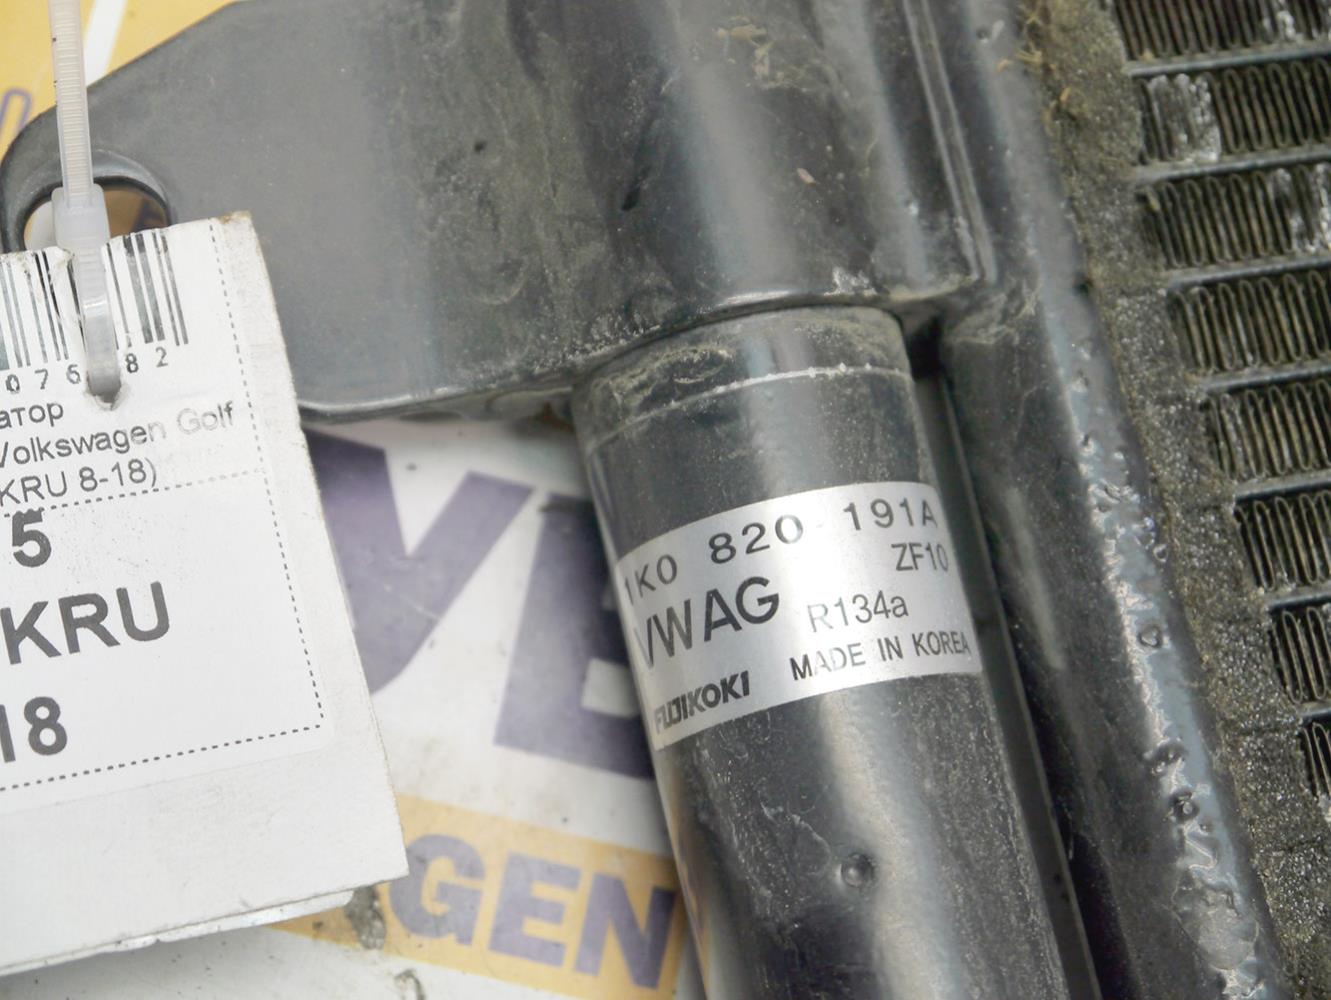 076 82
атор
Volkswagen Golf
KRU 8-18)
5
KRU
18
1K0 820 191A
ZF10
VWAG R134a
FUJIKOKI MADE IN KOREA
GEN